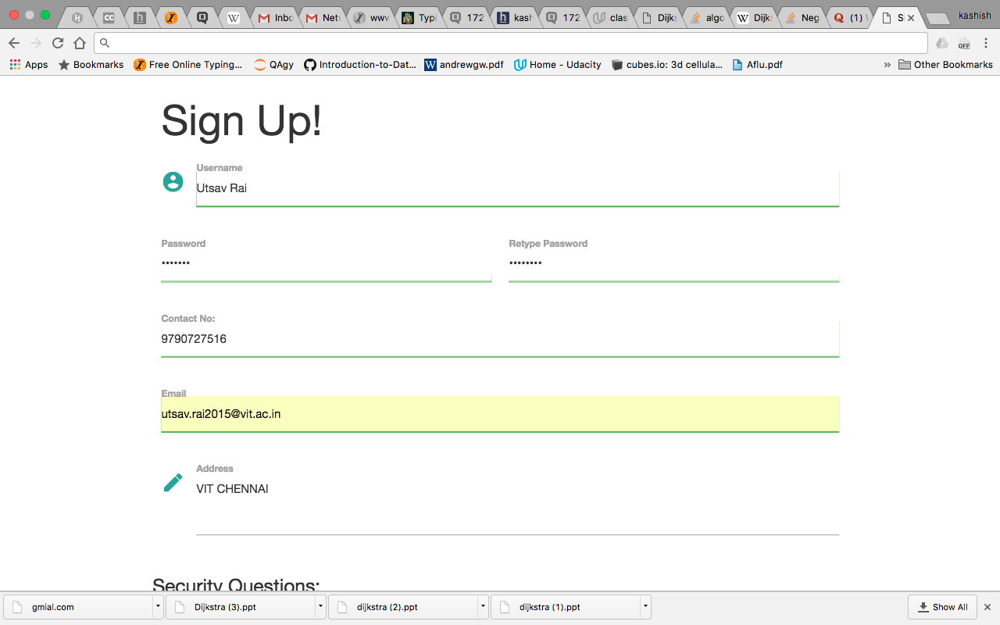 kashish
Inbo
Netw
www
Typi
172
kash
172
clas
Dijks
algo
Dijks
Neg
(1)
S
Apps
Bookmarks
Free Online Typing...
QAgy
Introduction-to-Dat...
andrewgw.pdf
Home - Udacity
cubes.io: 3d cellula...
Aflu.pdf
»
Other Bookmarks
OFF
Sign Up!
Username
Utsav Rai
Password
Retype Password
•••••••
••••••••
Contact No:
9790727516
Email
utsav.rai2015@vit.ac.in
Address
VIT CHENNAI
Security Questions:
gmial.com
Dijkstra (3).ppt
dijkstra (2).ppt
dijkstra (1).ppt
Show All